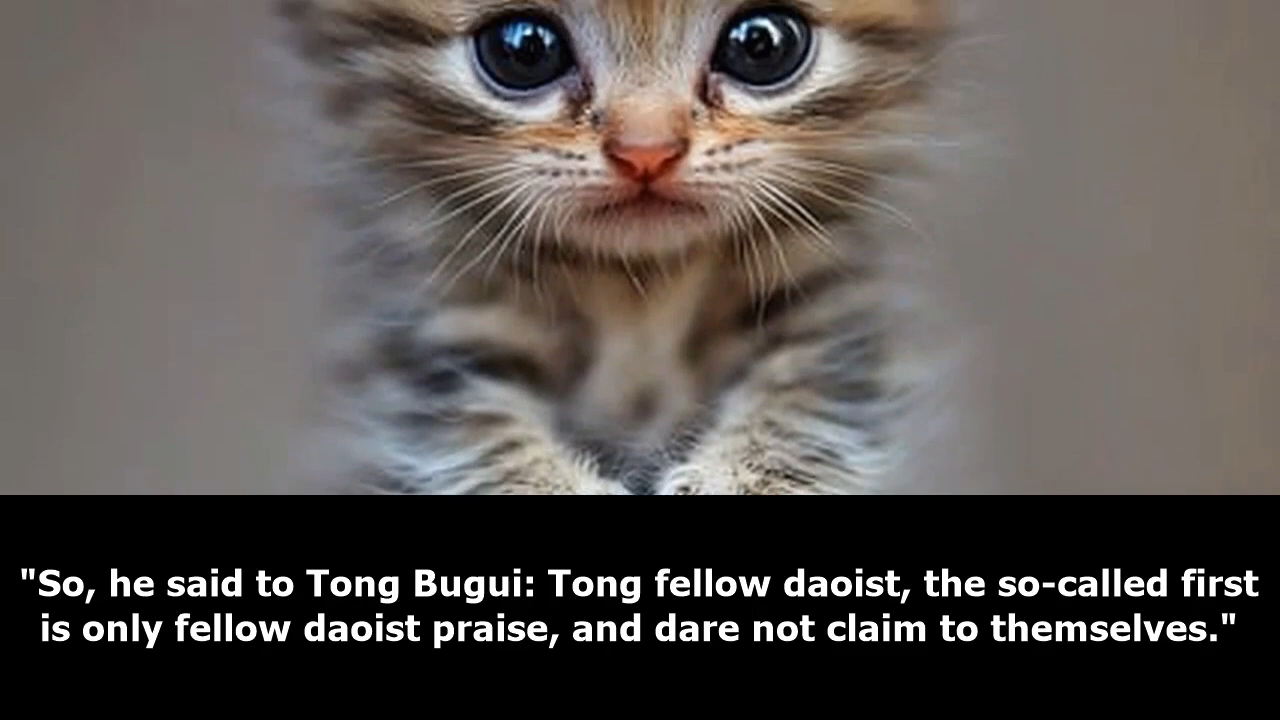 "So, he said to Tong Bugui: Tong fellow daoist, the so-called first
is only fellow daoist praise, and dare not claim to themselves."